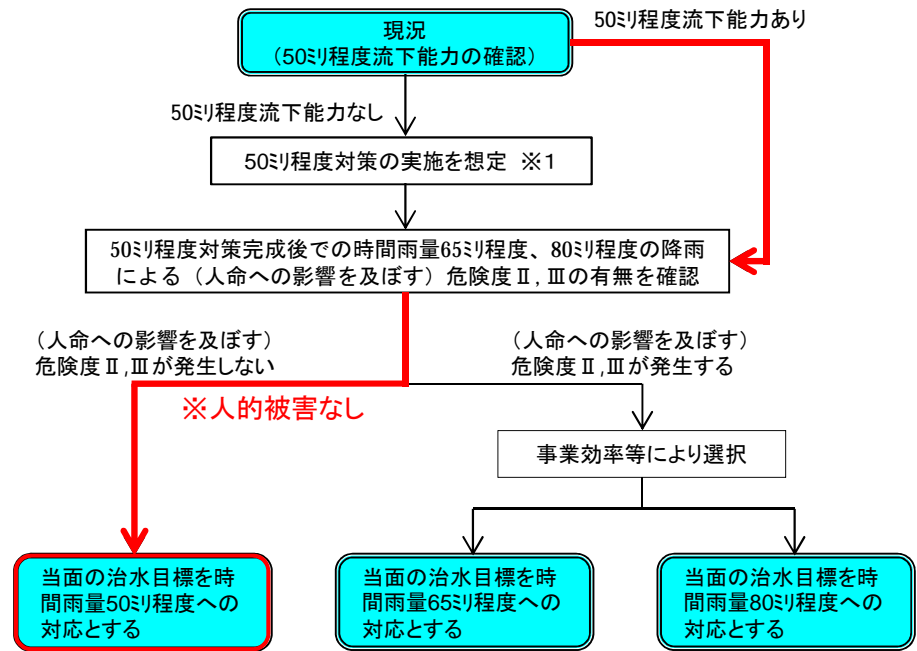 50ミリ程度流下能力あり
現況
（50ミリ程度流下能力の確認）
50ミリ程度流下能力なし
50ミリ程度対策の実施を想定 ※1
50ミリ程度対策完成後での時間雨量65ミリ程度、80ミリ程度の降雨
による（人命への影響を及ぼす）危険度Ⅱ,Ⅲの有無を確認
（人命への影響を及ぼす）
危険度Ⅱ,Ⅲが発生しない
※人的被害なし
（人命への影響を及ぼす）
危険度Ⅱ,Ⅲが発生する
事業効率等により選択
当面の治水目標を時
間雨量50ミリ程度への
対応とする
当面の治水目標を時
間雨量65ミリ程度への
対応とする
当面の治水目標を時
間雨量80ミリ程度への
対応とする